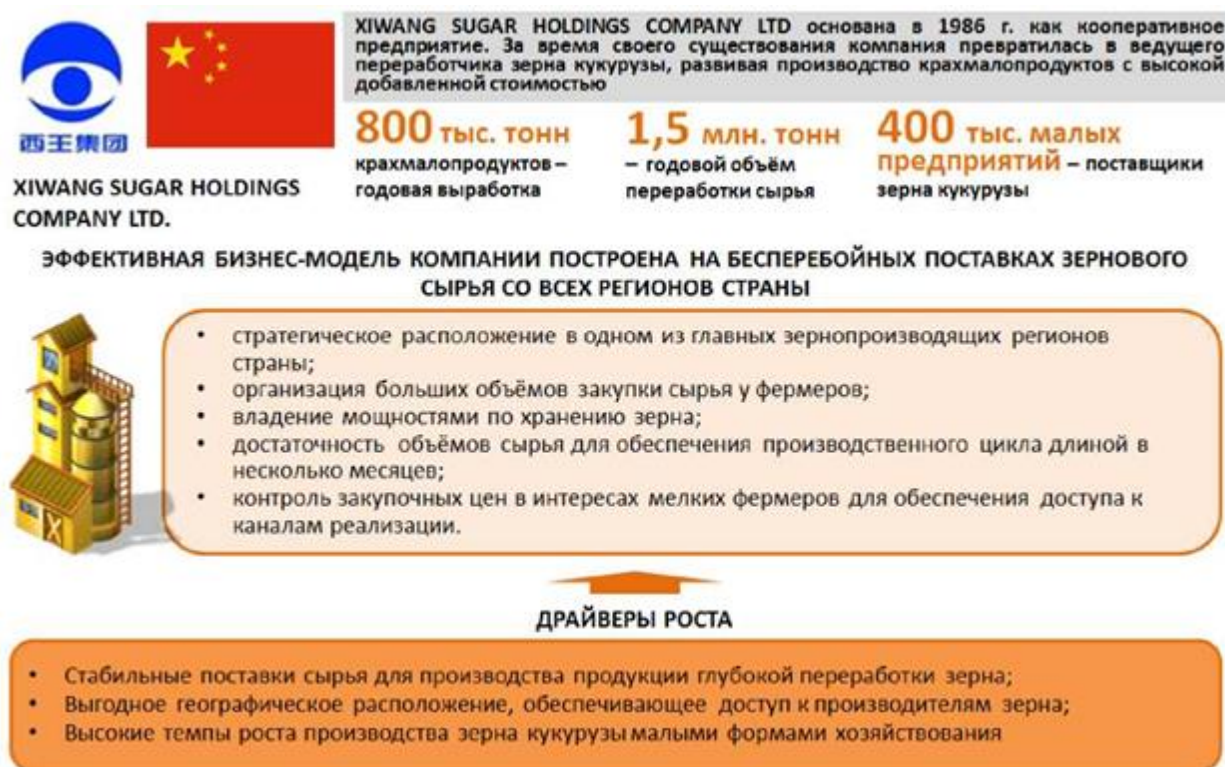 XIWANG SUGAR HOLDINGS COMPANY LTD основана в 1986 г. как кооперативное
предприятие. За время своего существования компания превратилась в ведущего
переработчика зерна кукурузы, развивая производство крахмалопродуктов с высокой
добавленной стоимостью
西王集团
XIWANG SUGAR HOLDINGS
COMPANY LTD.
800 тыс. тонн
крахмалопродуктов –
годовая выработка
1,5 млн. тонн
– годовой объём
переработки сырья
400 тыс. малых
предприятий – поставщики
зерна кукурузы
ЭФФЕКТИВНАЯ БИЗНЕС-МОДЕЛЬ КОМПАНИИ ПОСТРОЕНА НА БЕСПЕРЕБОЙНЫХ ПОСТАВКАХ ЗЕРНОВОГО
СЫРЬЯ СО ВСЕХ РЕГИОНОВ СТРАНЫ
• стратегическое расположение в одном из главных зернопроизводящих регионов
страны;
• организация больших объёмов закупки сырья у фермеров;
• владение мощностями по хранению зерна;
• достаточность объёмов сырья для обеспечения производственного цикла длиной в
несколько месяцев;
• контроль закупочных цен в интересах мелких фермеров для обеспечения доступа к
каналам реализации.
ДРАЙВЕРЫ РОСТА
• Стабильные поставки сырья для производства продукции глубокой переработки зерна;
• Выгодное географическое расположение, обеспечивающее доступ к производителям зерна;
• Высокие темпы роста производства зерна кукурузы малыми формами хозяйствования